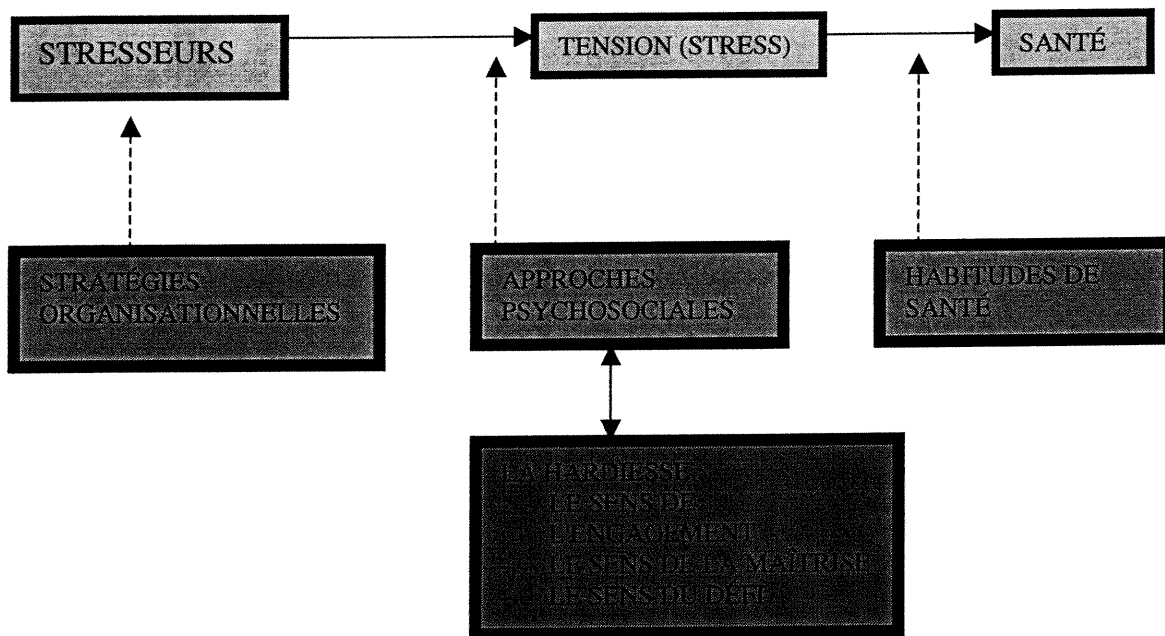 STRESSEURS
TENSION (STRESS)
SANTÉ
STRATÉGIES
ORGANISATIONNELLES
APPROCHES
PSYCHOSOCIALES
HABITUDES DE
SANTÉ
LA HARDIESSE
LE SENS DE
L'ENGAGEMENT
LE SENS DE LA MAÎTRISE
LE SENS DU DÉFI